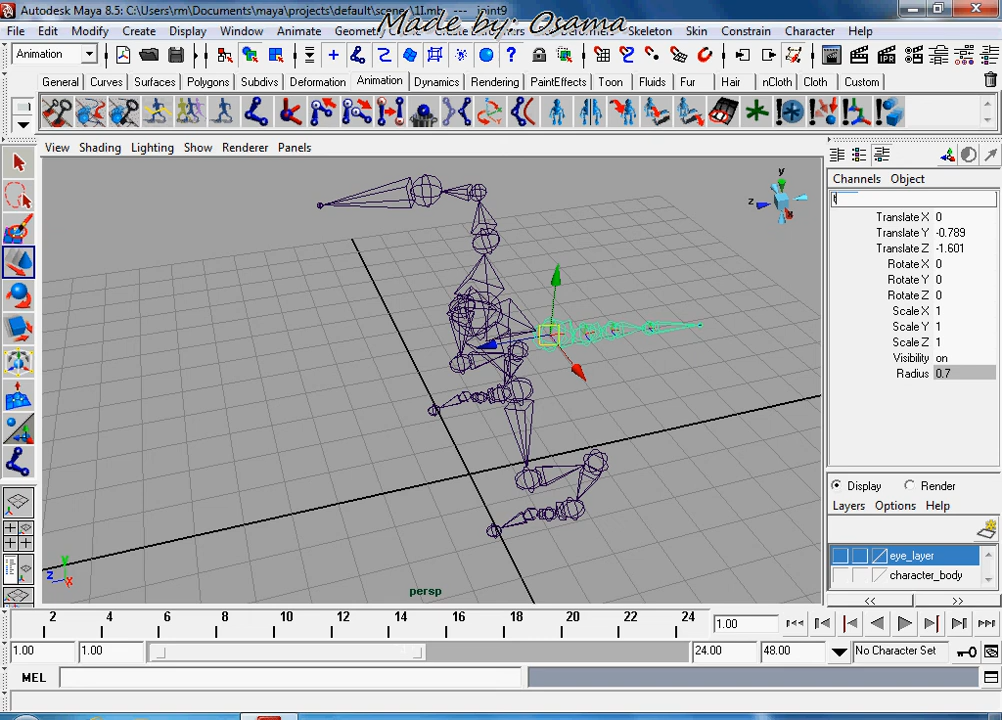 Autodesk Maya 8.5: C:\Users\rm\Documents\maya\projects\default\scene_1I.mb --- joint9
Made by: Osama
File Edit Modify Create Display Window Assets Animate Skeleton Skin Constrain Character Help
Animation
General Curves Surfaces Polygons Subdivs Deformation Animation Dynamics Rendering PaintEffects Toon Fluids Fur Hair nCloth Cloth Custom
View Shading Lighting Show Renderer Panels
Channels Object
Translate X 0
Translate Y -0.789
Translate Z -1.601
Rotate X 0
Rotate Y 0
Rotate Z 0
Scale X 1
Scale Y 1
Scale Z 1
Visibility on
Radius 0.7
y
z
x
Display Render
Layers Options Help
eye_layer
character_body
<< >>
persp
2 4 6 8 10 12 14 16 18 20 22 24
1.00
1.00 1.00 24.00 48.00 No Character Set
MEL